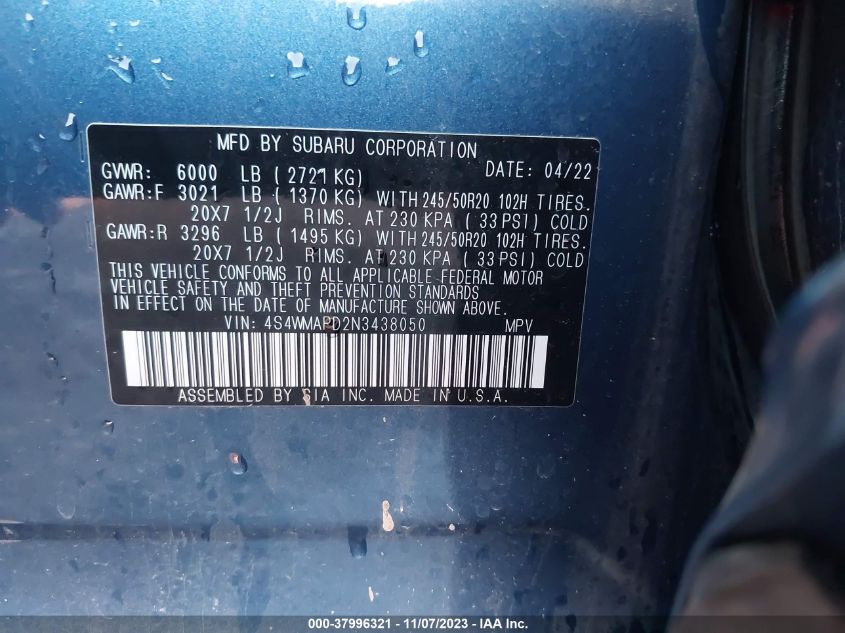 MFD BY SUBARU CORPORATION
GVWR: 6000 LB ( 2721 KG) DATE: 04/22
GAWR:F 3021 LB ( 1370 KG) WITH 245/50R20 102H TIRES.
20X7 1/2J RIMS. AT 230 KPA ( 33 PSI) COLD
GAWR:R 3296 LB ( 1495 KG) WITH 245/50R20 102H TIRES.
20X7 1/2J RIMS. AT 230 KPA ( 33 PSI) COLD
THIS VEHICLE CONFORMS TO ALL APPLICABLE FEDERAL MOTOR
VEHICLE SAFETY AND THEFT PREVENTION STANDARDS
IN EFFECT ON THE DATE OF MANUFACTURE SHOWN ABOVE.
VIN: MPV
ASSEMBLED BY SIA INC. MADE IN U.S.A.
000-37996321 - 11/07/2023 - IAA Inc.